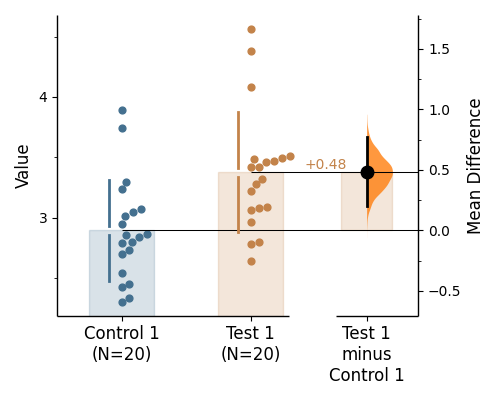 Value
4
3
Control 1
(N=20)
Test 1
(N=20)
+0.48
Test 1
minus
Control 1
1.5
1.0
0.5
0.0
−0.5
Mean Difference